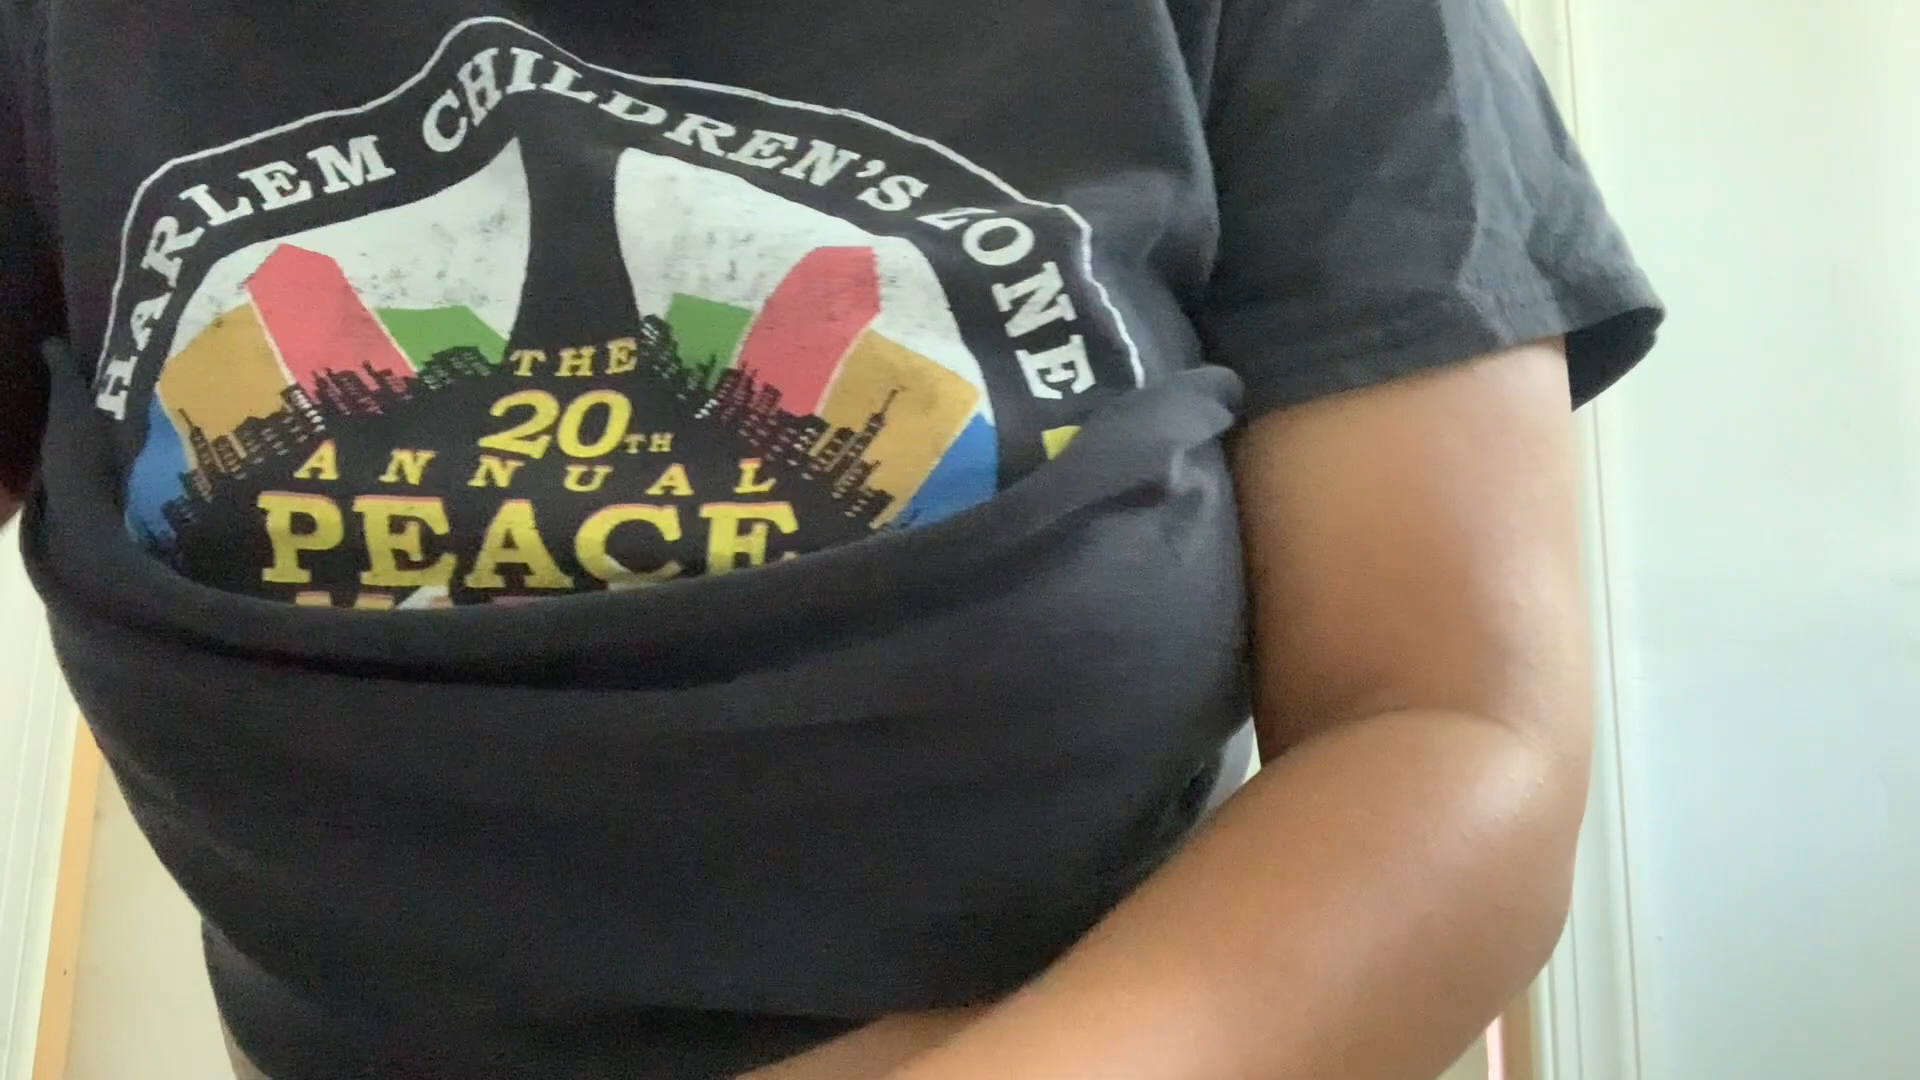 HARLEM CHILDREN'S ZONE
THE
20TH
ANNUAL
PEACE